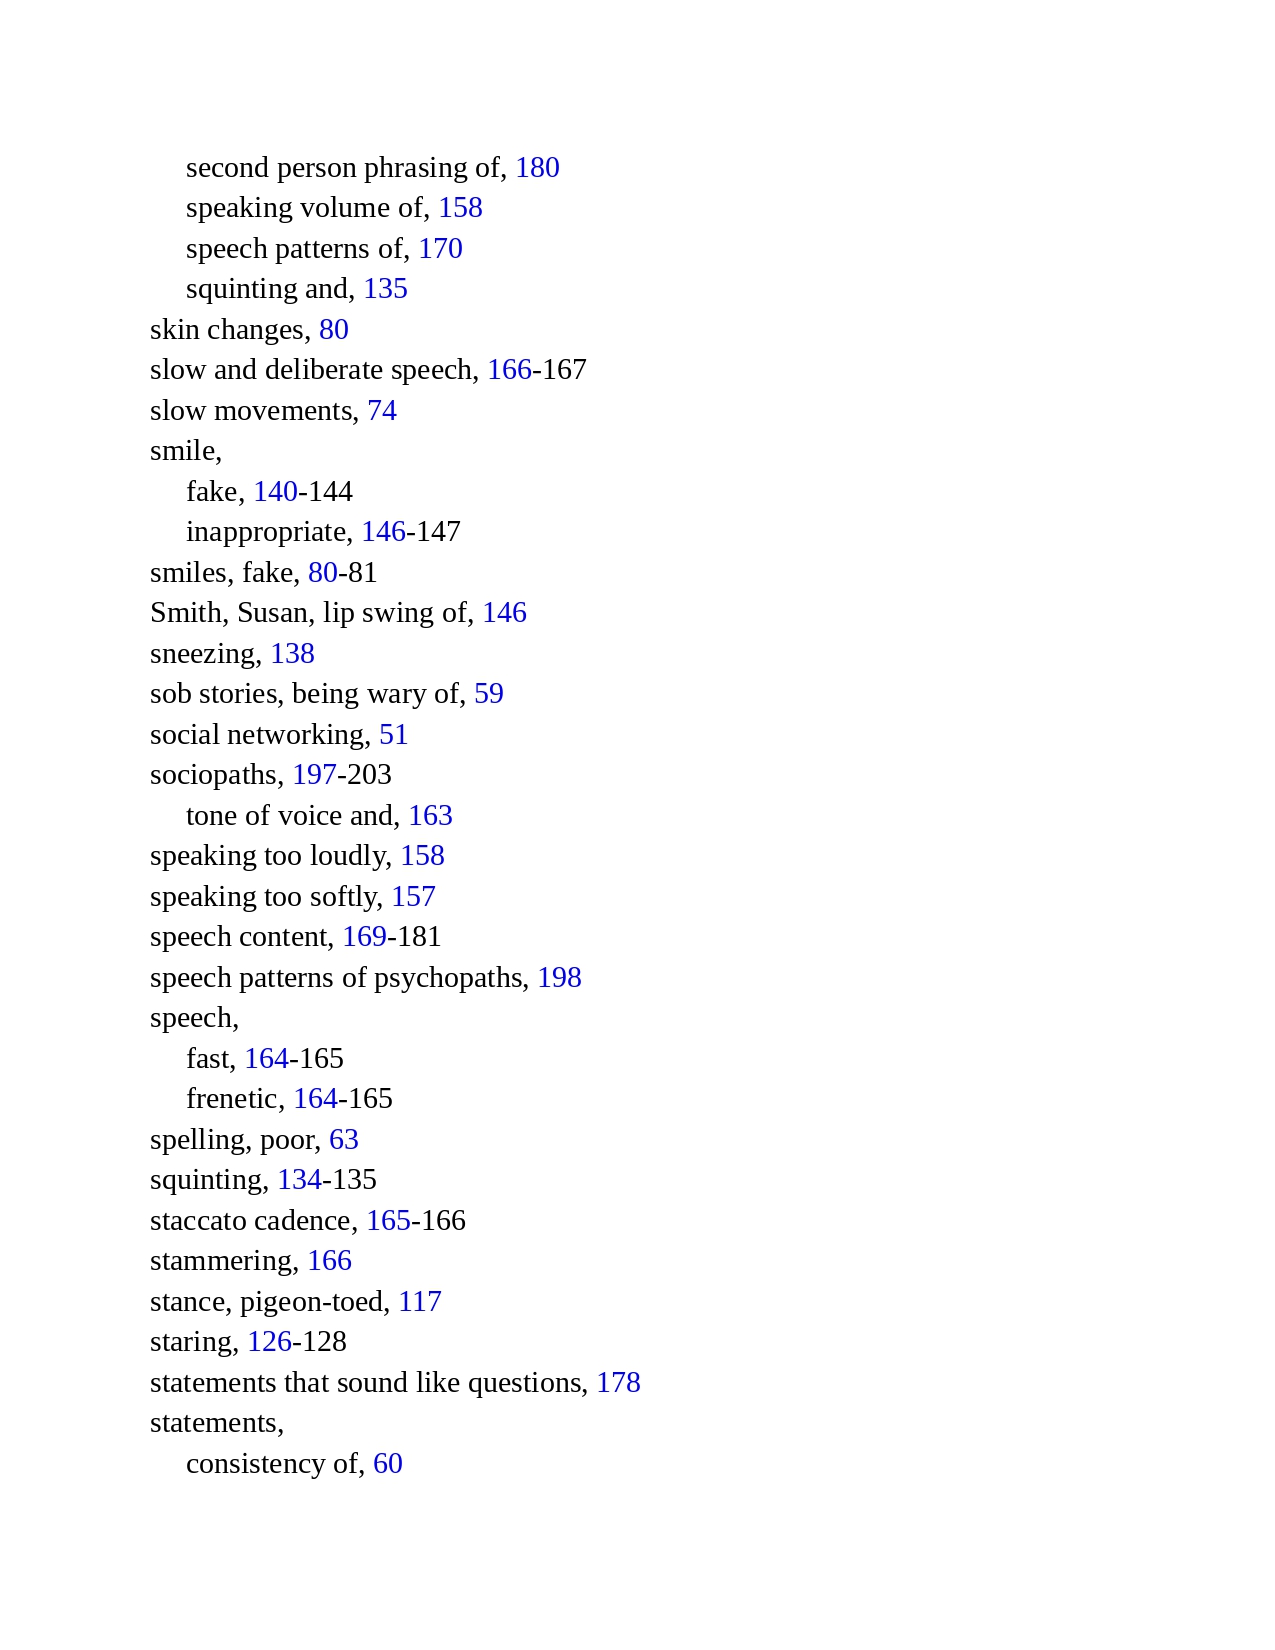 second person phrasing of, 180
speaking volume of, 158
speech patterns of, 170
squinting and, 135
skin changes, 80
slow and deliberate speech, 166-167
slow movements, 74
smile,
fake, 140-144
inappropriate, 146-147
smiles, fake, 80-81
Smith, Susan, lip swing of, 146
sneezing, 138
sob stories, being wary of, 59
social networking, 51
sociopaths, 197-203
tone of voice and, 163
speaking too loudly, 158
speaking too softly, 157
speech content, 169-181
speech patterns of psychopaths, 198
speech,
fast, 164-165
frenetic, 164-165
spelling, poor, 63
squinting, 134-135
staccato cadence, 165-166
stammering, 166
stance, pigeon-toed, 117
staring, 126-128
statements that sound like questions, 178
statements,
consistency of, 60